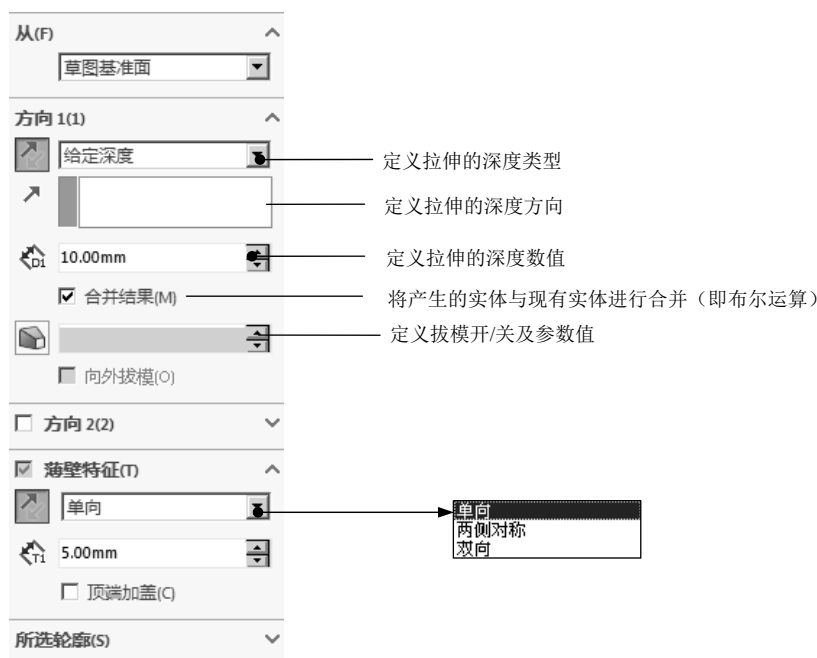 从(F)
草图基准面
方向 1(1)
给定深度
定义拉伸的深度类型
定义拉伸的深度方向
D1 10.00mm
定义拉伸的深度数值
合并结果(M)
将产生的实体与现有实体进行合并（即布尔运算）
定义拔模开/关及参数值
向外拔模(O)
方向 2(2)
薄壁特征(T)
单向
单向
两侧对称
双向
T1 5.00mm
顶端加盖(C)
所选轮廓(S)